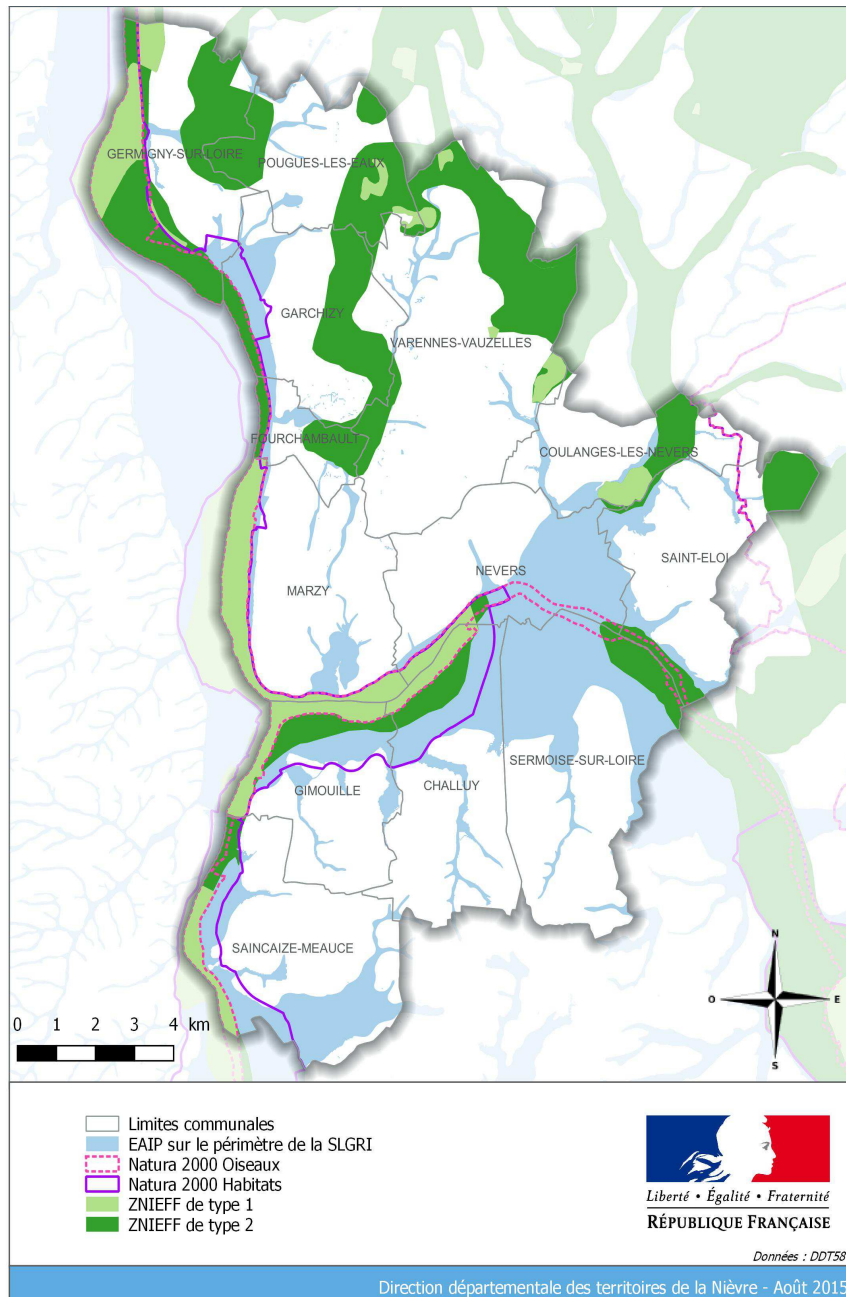 GERMIGNY-SUR-LOIRE
POUGUES-LES-EAUX
GARCHIZY
VARENNES-VAUZELLES
FOURCHAMBAULT
COULANGES-LES-NEVERS
SAINT-ELOI
NEVERS
MARZY
SERMOISE-SUR-LOIRE
GIMOUILLE
CHALLUY
SAINCAIZE-MEAUCE
N
O
E
S
0 1 2 3 4 km
Limites communales
EAIP sur le périmètre de la SLGRI
Natura 2000 Oiseaux
Natura 2000 Habitats
ZNIEFF de type 1
ZNIEFF de type 2
Liberté • Égalité • Fraternité
RÉPUBLIQUE FRANÇAISE
Données : DDT58
Direction départementale des territoires de la Nièvre - Août 2015